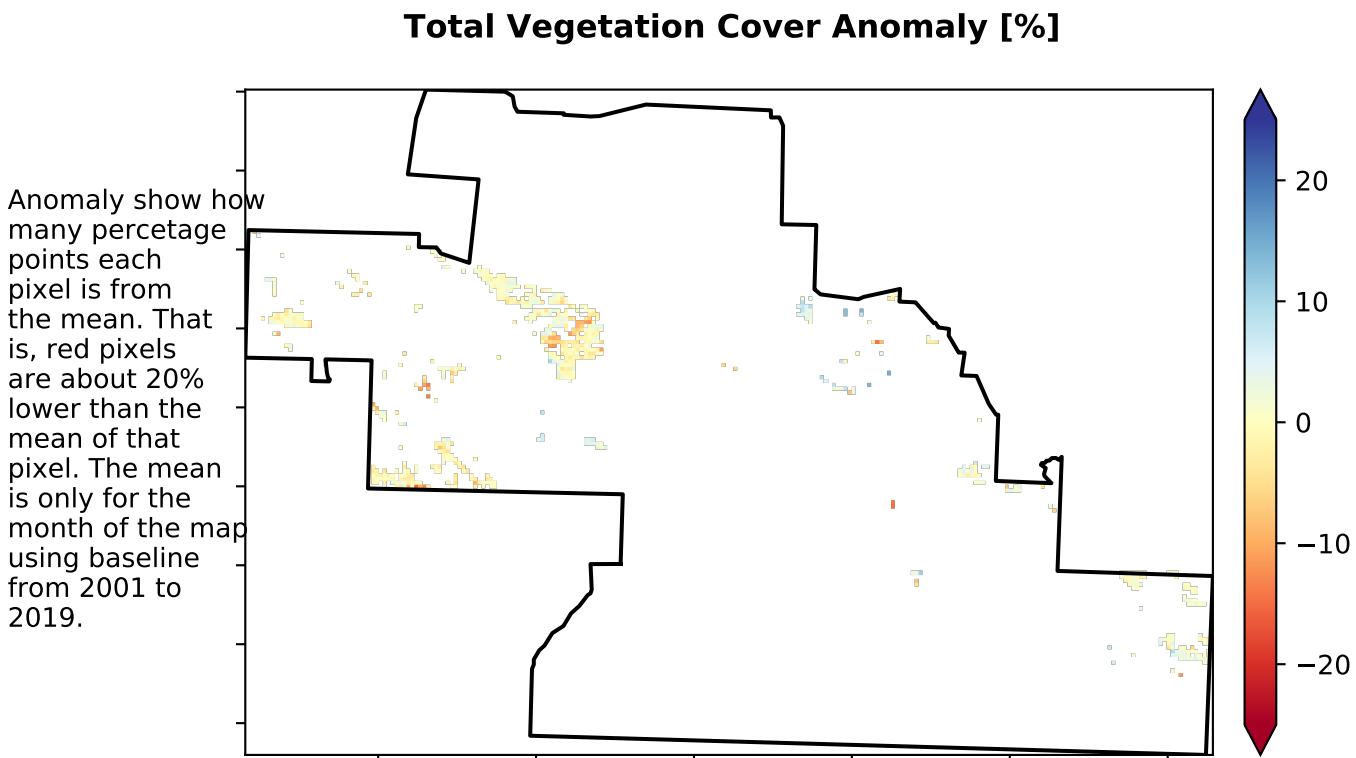 Total Vegetation Cover Anomaly [%]
Anomaly show how
many percetage
points each
pixel is from
the mean. That
is, red pixels
are about 20%
lower than the
mean of that
pixel. The mean
is only for the
month of the map
using baseline
from 2001 to
2019.
20
10
0
−10
−20